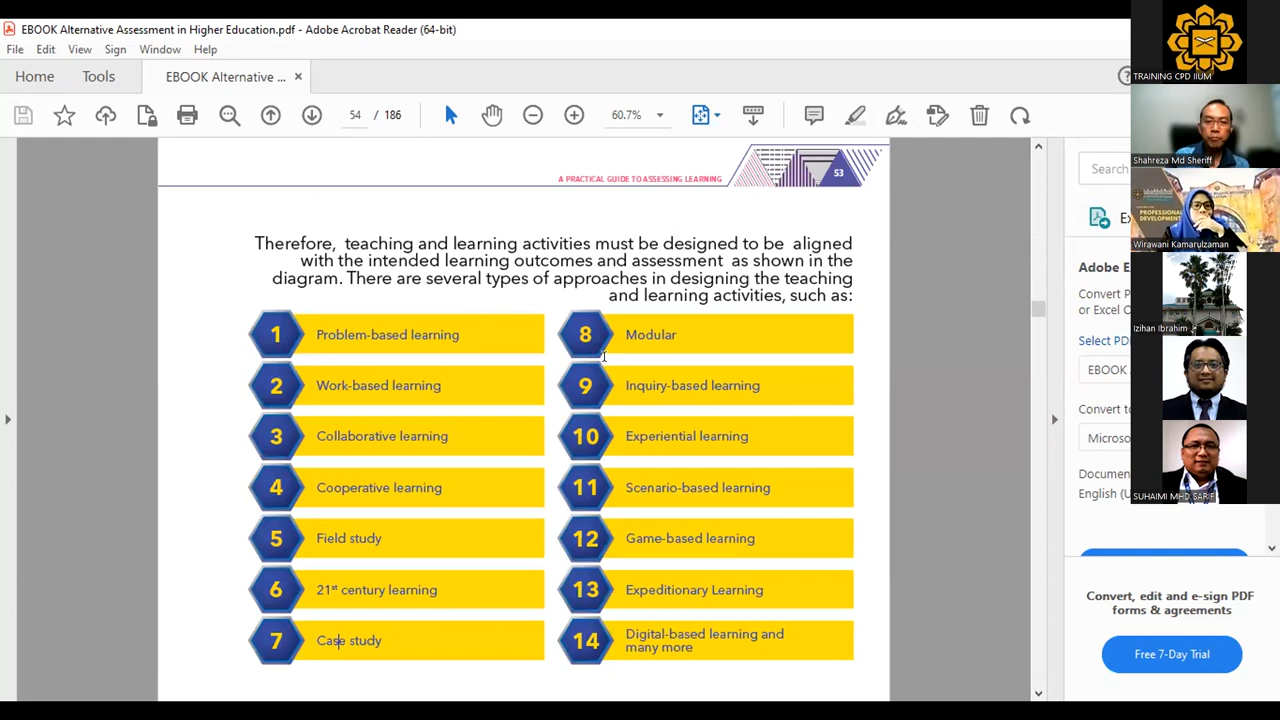 EBOOK Alternative Assessment in Higher Education.pdf - Adobe Acrobat Reader (64-bit)
File Edit View Sign Window Help
Home Tools EBOOK Alternative ... ×
54 / 186 60.7%
A PRACTICAL GUIDE TO ASSESSING LEARNING 53
Therefore, teaching and learning activities must be designed to be aligned
with the intended learning outcomes and assessment as shown in the
diagram. There are several types of approaches in designing the teaching
and learning activities, such as:
1 Problem-based learning
2 Work-based learning
3 Collaborative learning
4 Cooperative learning
5 Field study
6 21st century learning
7 Case study
8 Modular
9 Inquiry-based learning
10 Experiential learning
11 Scenario-based learning
12 Game-based learning
13 Expeditionary Learning
14 Digital-based learning and
many more
Search
Adobe E
Convert P
or Excel O
Select PD
EBOOK
Convert to
Micros
Docum
English (U
Convert, edit and e-sign PDF
forms & agreements
Free 7-Day Trial
TRAINING CPD IIUM
Shahreza Md Sheriff
PROFESSIONAL
Wirawani Kamarulzaman
Izihan Ibrahim
SUHAIMI MHD SARIF